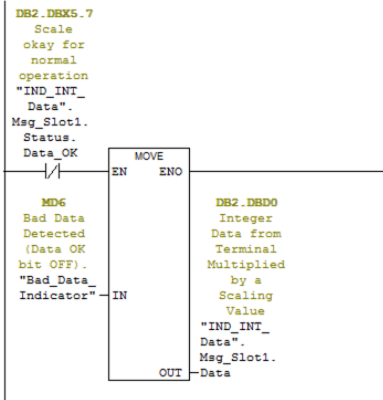 DB2.DBX5.7
Scale
okay for
normal
operation
"IND_INT_
Data".
Msg_Slot1.
Status.
Data_OK
MOVE
EN ENO
MD6
Bad Data
Detected
(Data OK
bit OFF).
"Bad_Data_
Indicator"
IN
DB2.DBD0
Integer
Data from
Terminal
Multiplied
by a
Scaling
Value
"IND_INT_
Data".
Msg_Slot1.
OUT Data